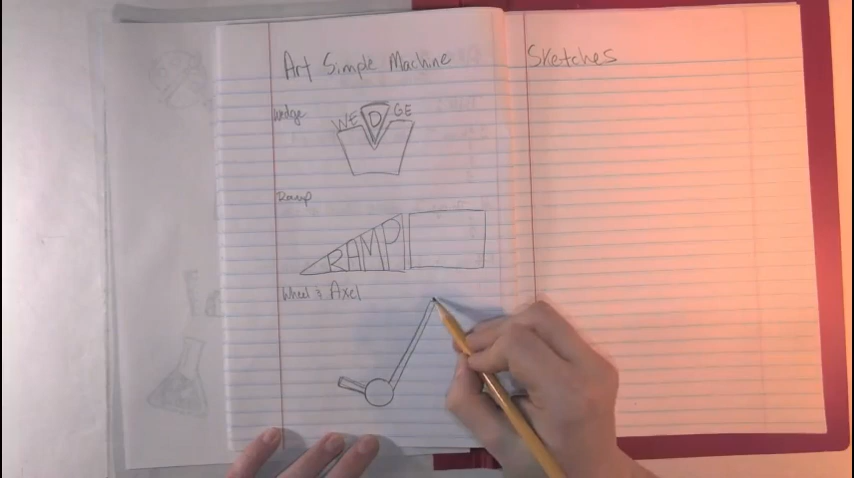 Art Simple Machine
Sketches
Wedge
WEDGE
Ramp
RAMP
Wheel & Axel